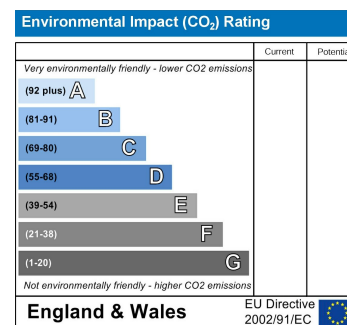 Environmental Impact (CO₂) Rating
Current Potentia
Very environmentally friendly - lower CO2 emissions
(92 plus) A
(81-91) B
(69-80) C
(55-68) D
(39-54) E
(21-38) F
(1-20) G
Not environmentally friendly - higher CO2 emissions
England & Wales
EU Directive
2002/91/EC